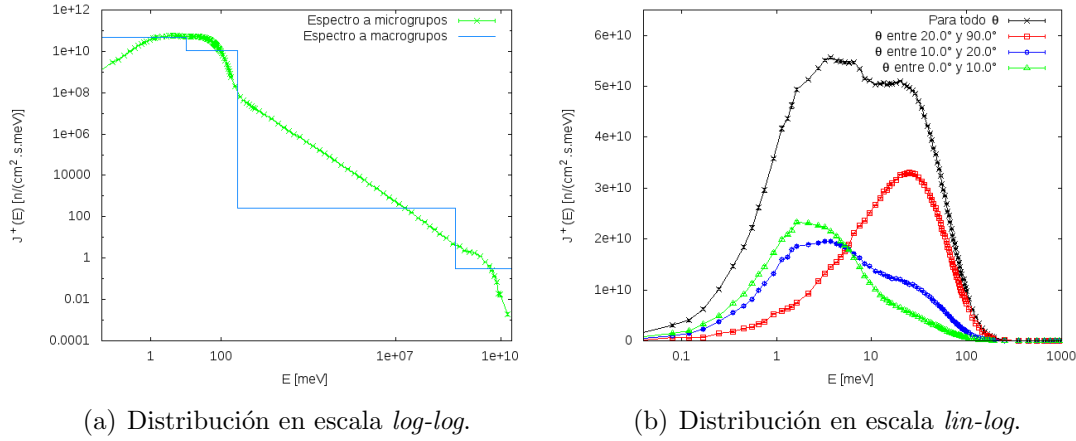 Espectro a microgrupos
Espectro a macrogrupos
1e+12
1e+10
1e+08
1e+06
10000
100
1
0.01
0.0001
J⁺(E) [n/(cm².s.meV)]
1
100
1e+07
1e+10
E [meV]
(a) Distribución en escala log-log.
Para todo θ
θ entre 20.0° y 90.0°
θ entre 10.0° y 20.0°
θ entre 0.0° y 10.0°
6e+10
5e+10
4e+10
3e+10
2e+10
1e+10
0
J⁺(E) [n/(cm².s.meV)]
0.1
1
10
100
1000
E [meV]
(b) Distribución en escala lin-log.